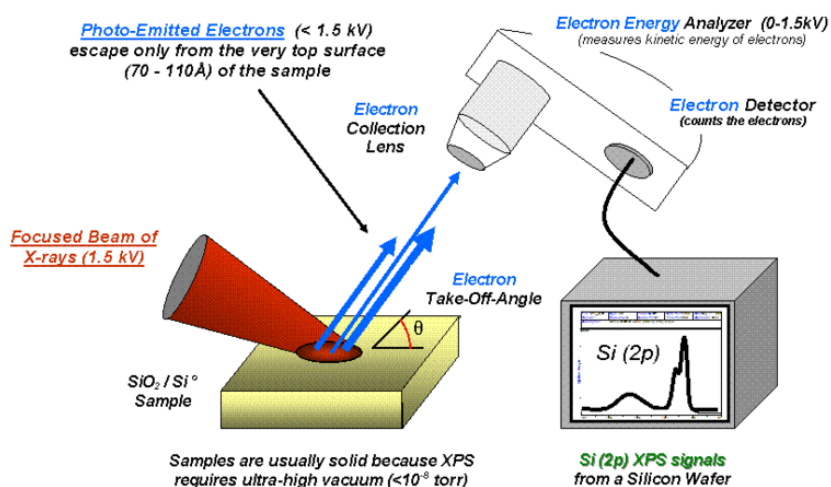 Photo-Emitted Electrons (< 1.5 kV)
escape only from the very top surface
(70 - 110Å) of the sample
Electron Energy Analyzer (0-1.5kV)
(measures kinetic energy of electrons)
Electron
Collection
Lens
Electron Detector
(counts the electrons)
Focused Beam of
X-rays (1.5 kV)
Electron
Take-Off-Angle
θ
Si (2p)
SiO₂ / Si°
Sample
Samples are usually solid because XPS
requires ultra-high vacuum (<10⁻⁸ torr)
Si (2p) XPS signals
from a Silicon Wafer